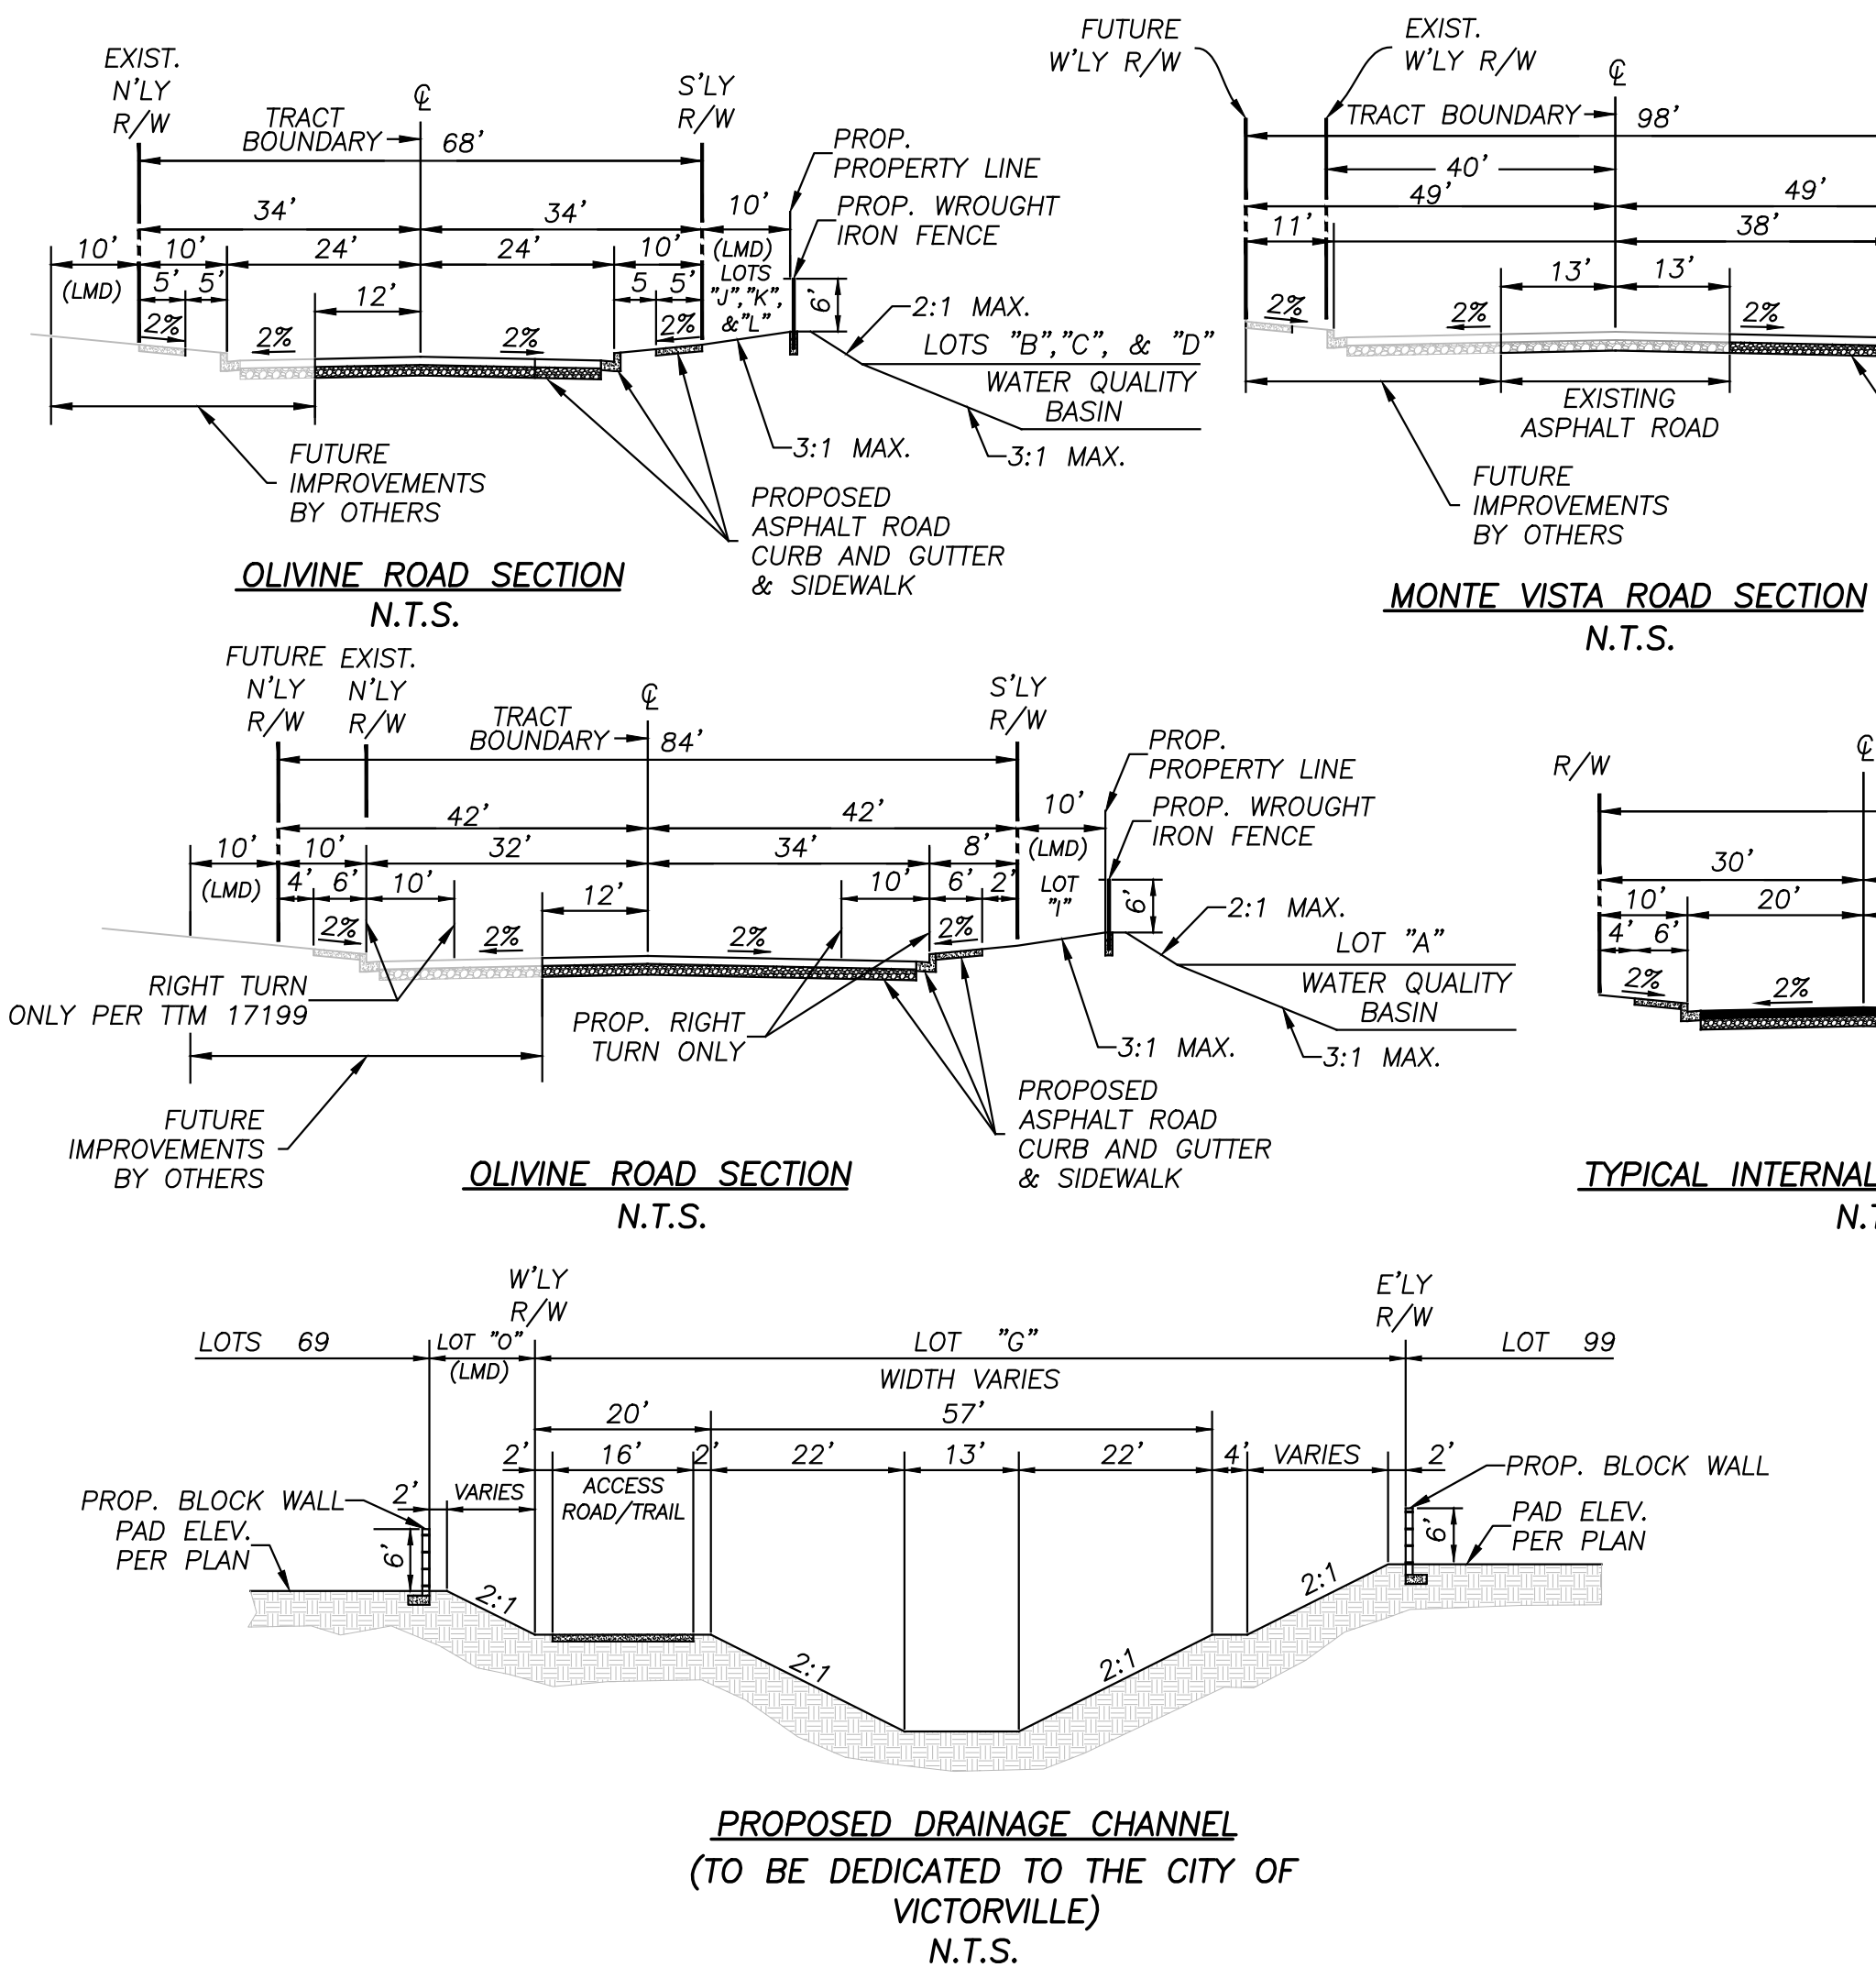 EXIST.
N'LY
R/W
TRACT
BOUNDARY
℄
68'
S'LY
R/W
34'
34'
10'
10'
10'
24'
24'
10'
(LMD)
(LMD)
LOTS
"J","K",
&"L"
5'
5'
12'
5
5'
2%
2%
2%
2%
6'
PROP.
PROPERTY LINE
PROP. WROUGHT
IRON FENCE
2:1 MAX.
LOTS "B","C", & "D"
WATER QUALITY
BASIN
3:1 MAX.
3:1 MAX.
FUTURE
IMPROVEMENTS
BY OTHERS
PROPOSED
ASPHALT ROAD
CURB AND GUTTER
& SIDEWALK
OLIVINE ROAD SECTION
N.T.S.
FUTURE
W'LY R/W
EXIST.
W'LY R/W
℄
TRACT BOUNDARY
98'
40'
49'
49'
11'
38'
13'
13'
2%
2%
2%
EXISTING
ASPHALT ROAD
FUTURE
IMPROVEMENTS
BY OTHERS
MONTE VISTA ROAD SECTION
N.T.S.
FUTURE
N'LY
R/W
EXIST.
N'LY
R/W
TRACT
BOUNDARY
℄
84'
S'LY
R/W
42'
42'
10'
10'
10'
32'
34'
8'
(LMD)
(LMD)
LOT
"I"
4'
6'
10'
12'
10'
6'
2'
2%
2%
2%
2%
6'
PROP.
PROPERTY LINE
PROP. WROUGHT
IRON FENCE
2:1 MAX.
LOT "A"
WATER QUALITY
BASIN
3:1 MAX.
3:1 MAX.
RIGHT TURN
ONLY PER TTM 17199
PROP. RIGHT
TURN ONLY
FUTURE
IMPROVEMENTS
BY OTHERS
PROPOSED
ASPHALT ROAD
CURB AND GUTTER
& SIDEWALK
OLIVINE ROAD SECTION
N.T.S.
R/W
℄
30'
10'
20'
4'
6'
2%
2%
TYPICAL INTERNAL
N.T
W'LY
R/W
E'LY
R/W
LOTS 69
LOT "O"
(LMD)
LOT "G"
WIDTH VARIES
LOT 99
20'
57'
2'
16'
2'
22'
13'
22'
4'
VARIES
2'
ACCESS
ROAD/TRAIL
2'
VARIES
PROP. BLOCK WALL
PAD ELEV.
PER PLAN
6'
PROP. BLOCK WALL
PAD ELEV.
PER PLAN
6'
2:1
2:1
2:1
2:1
PROPOSED DRAINAGE CHANNEL
(TO BE DEDICATED TO THE CITY OF
VICTORVILLE)
N.T.S.